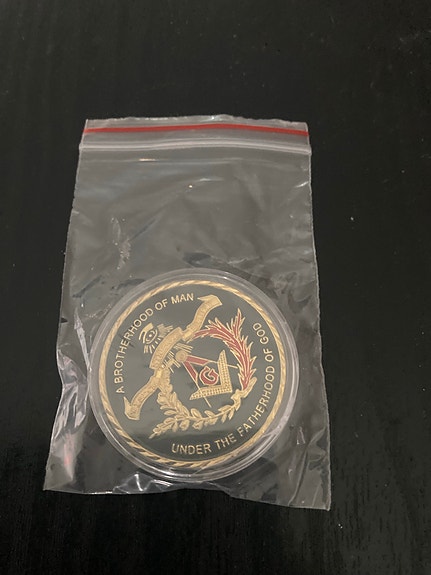 A BROTHERHOOD OF MAN
UNDER THE FATHERHOOD OF GOD
G